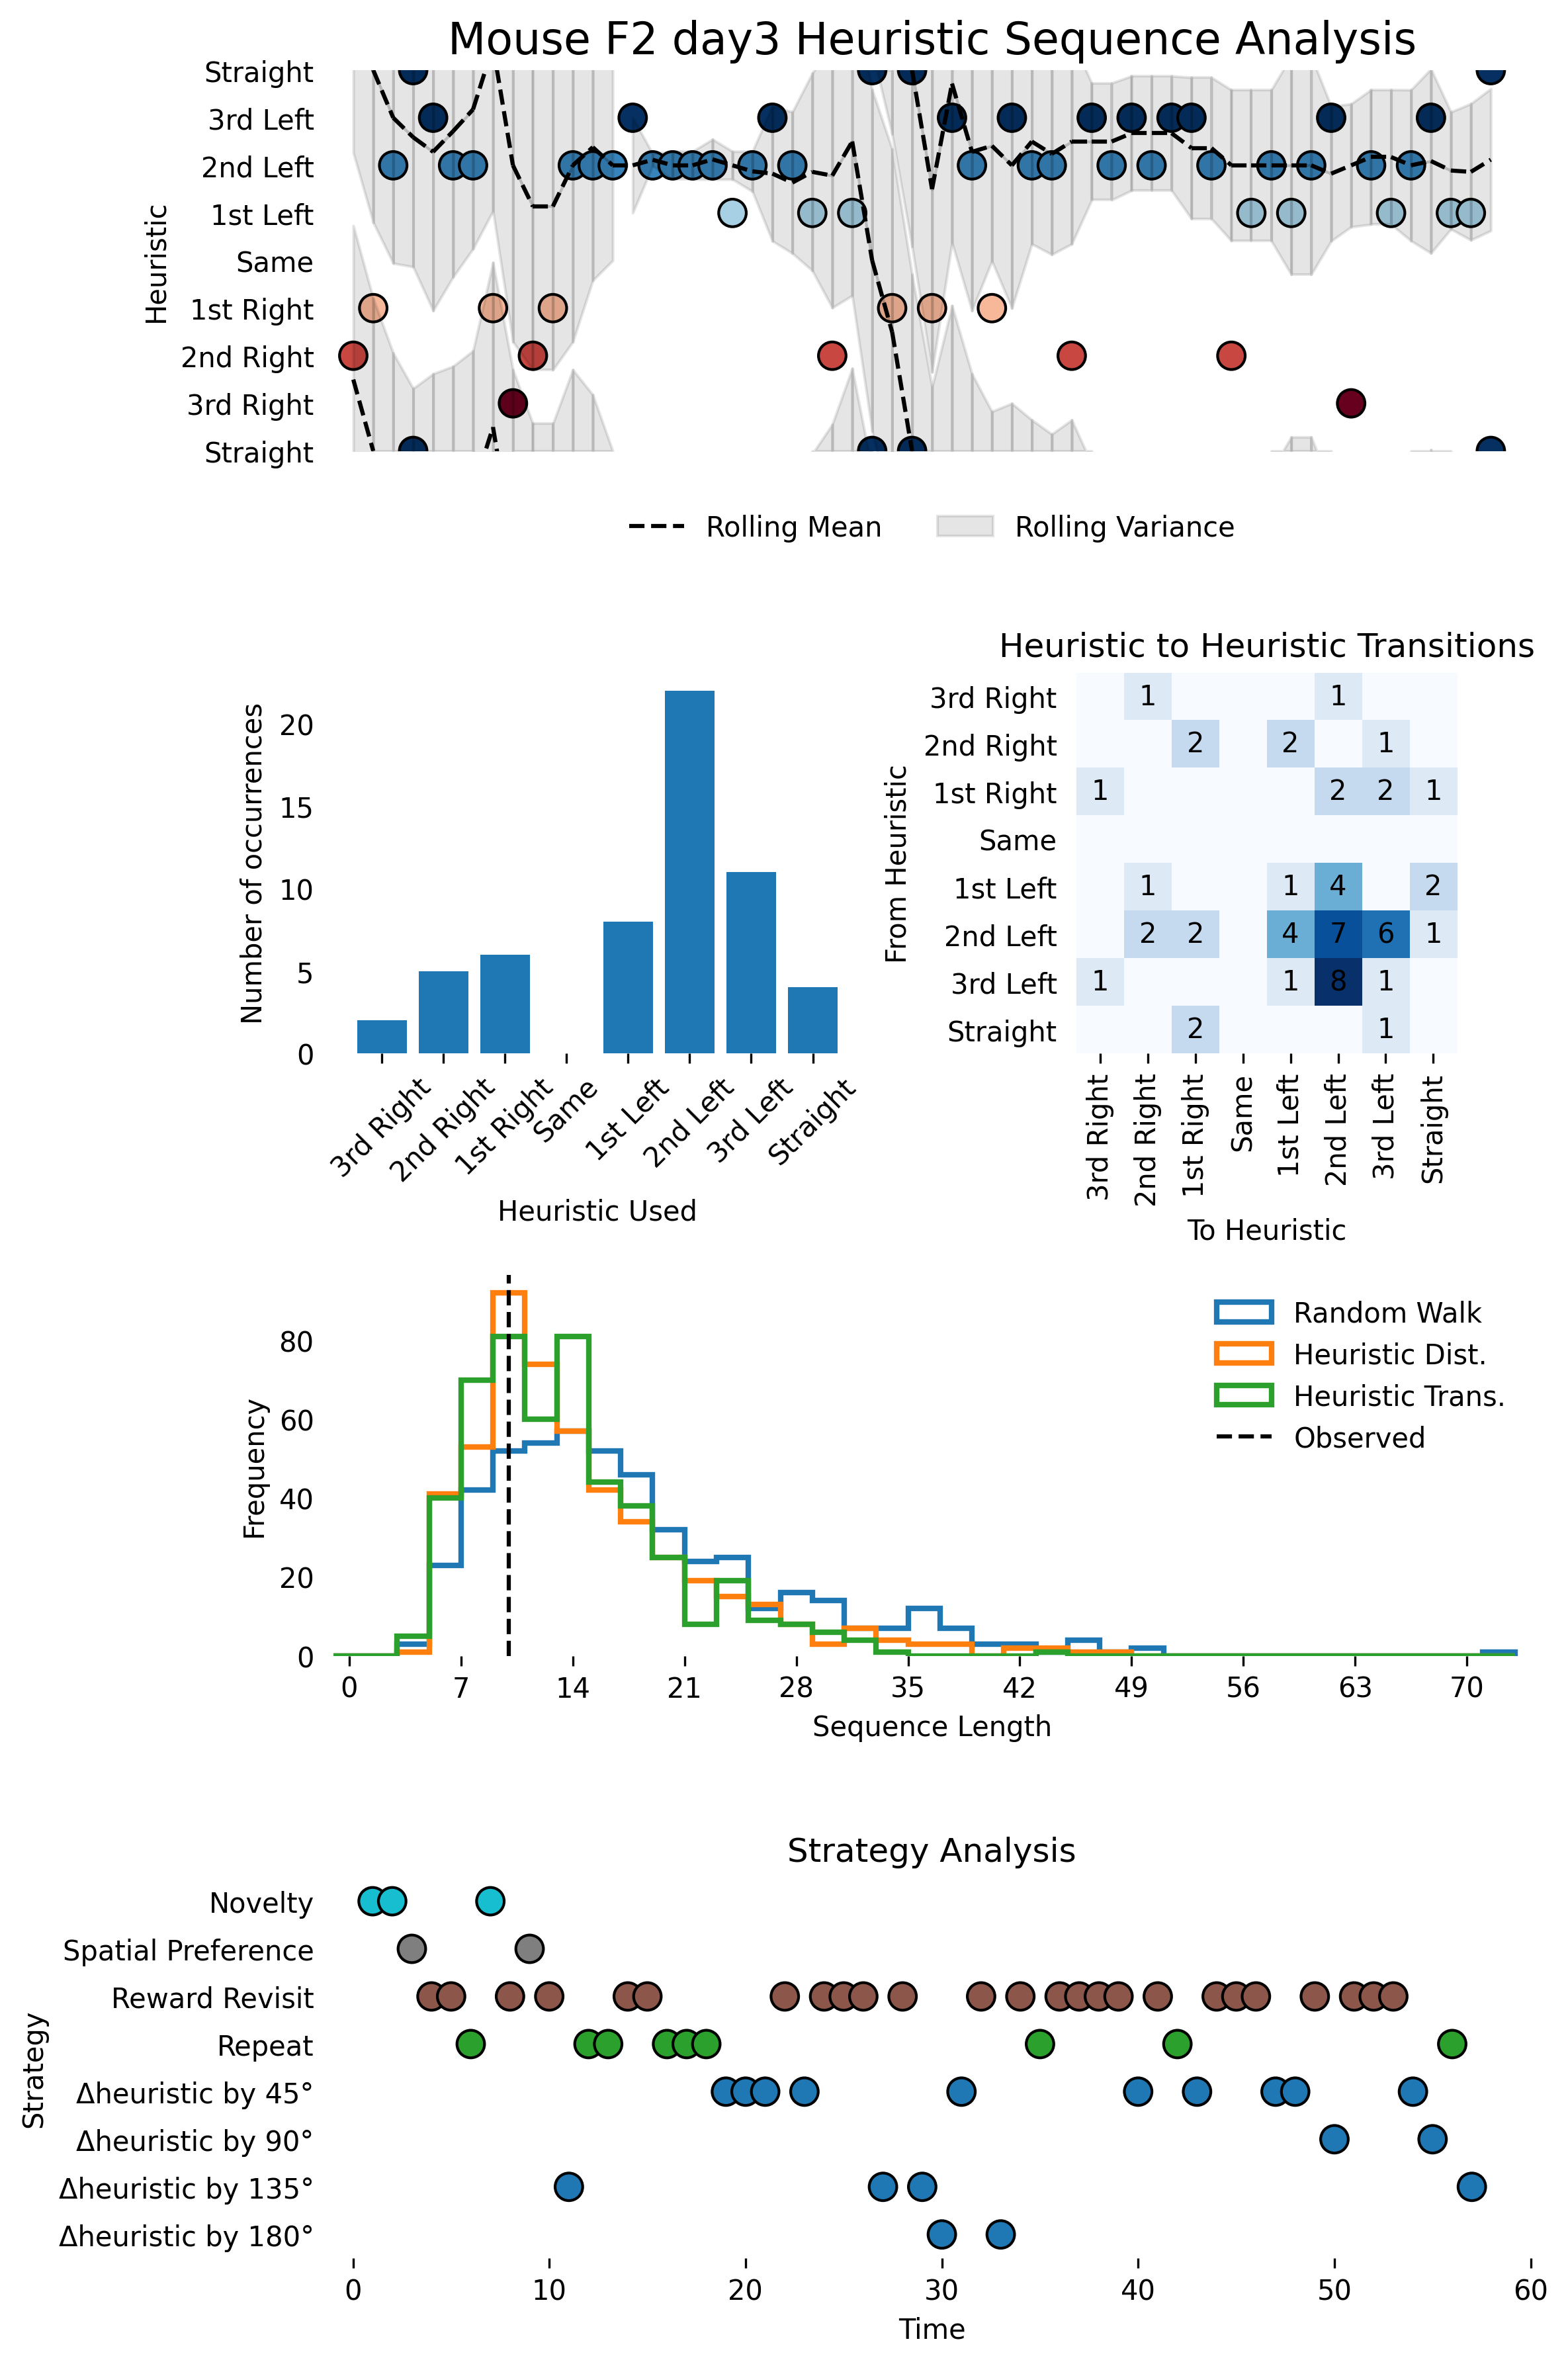 Mouse F2 day3 Heuristic Sequence Analysis
Straight
3rd Left
2nd Left
1st Left
Same
1st Right
2nd Right
3rd Right
Straight
Heuristic
Rolling Mean
Rolling Variance
Number of occurrences
20
15
10
5
0
3rd Right
2nd Right
1st Right
Same
1st Left
2nd Left
3rd Left
Straight
Heuristic Used
Heuristic to Heuristic Transitions
From Heuristic
3rd Right 1 1
2nd Right 2 2 1
1st Right 1 2 2 1
Same
1st Left 1 1 4 2
2nd Left 2 2 4 7 6 1
3rd Left 1 1 8 1
Straight 2 1
3rd Right
2nd Right
1st Right
Same
1st Left
2nd Left
3rd Left
Straight
To Heuristic
Frequency
80
60
40
20
0
0 7 14 21 28 35 42 49 56 63 70
Sequence Length
Random Walk
Heuristic Dist.
Heuristic Trans.
Observed
Strategy Analysis
Strategy
Novelty
Spatial Preference
Reward Revisit
Repeat
Δheuristic by 45°
Δheuristic by 90°
Δheuristic by 135°
Δheuristic by 180°
0 10 20 30 40 50 60
Time